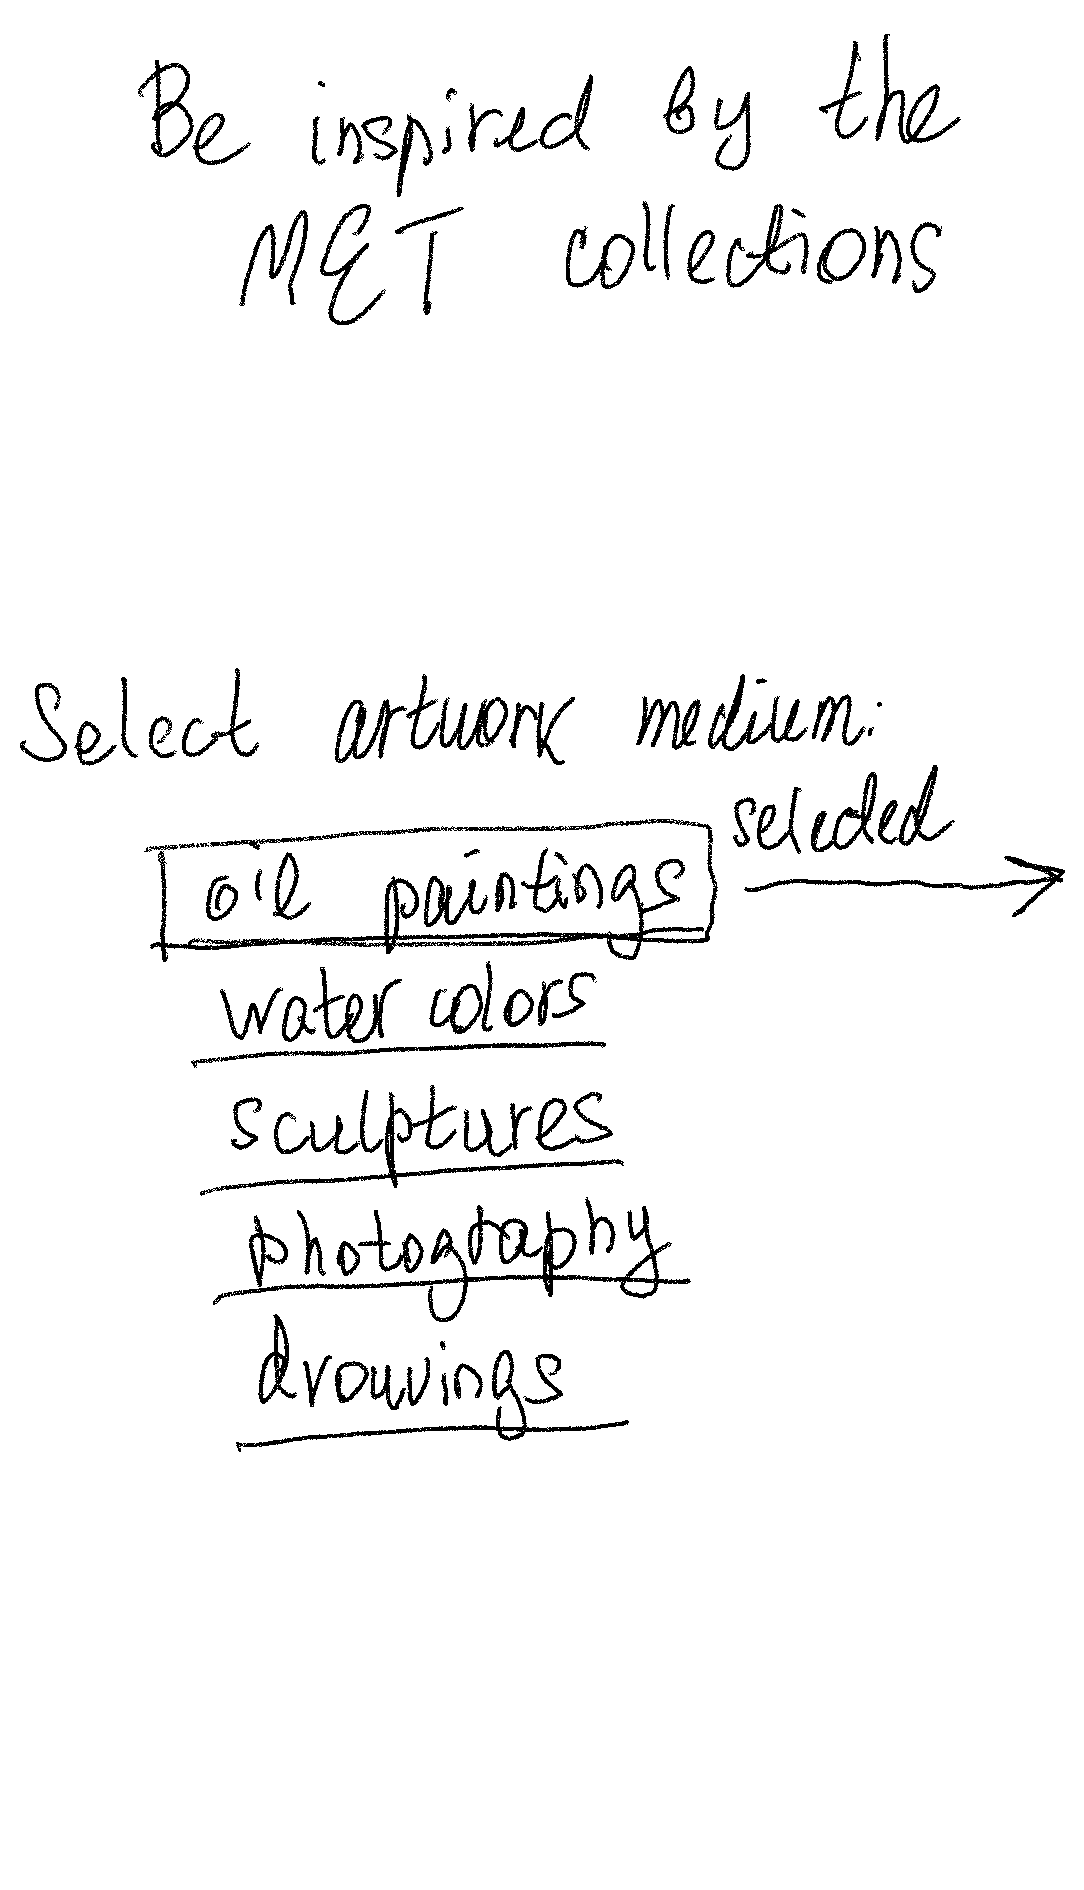 Be inspired by the
MET collections
Select artwork medium:
selected
oil paintings
water colors
sculptures
photography
drawings